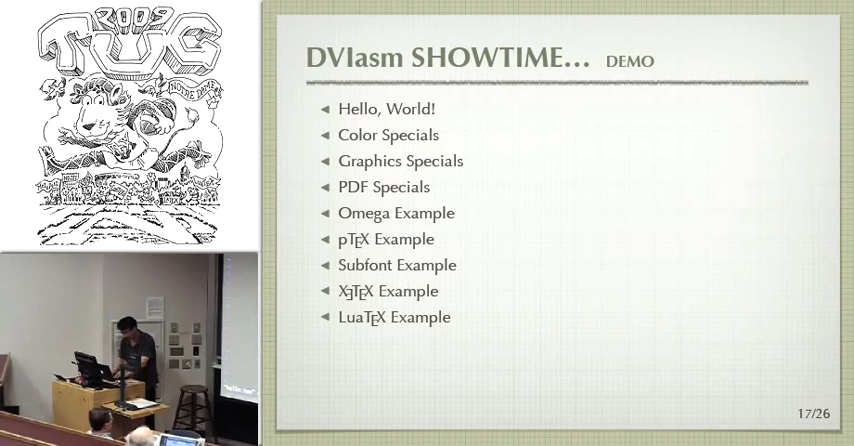 2009
TUG
NOTRE DAME
DVIasm SHOWTIME... DEMO
Hello, World!
Color Specials
Graphics Specials
PDF Specials
Omega Example
pTEX Example
Subfont Example
XƎTEX Example
LuaTEX Example
17/26